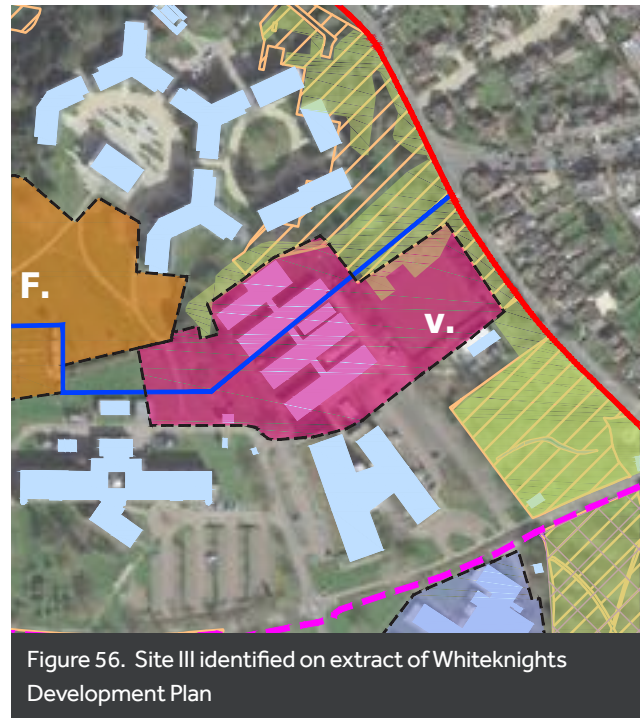 F.
v.
Figure 56. Site III identified on extract of Whiteknights
Development Plan